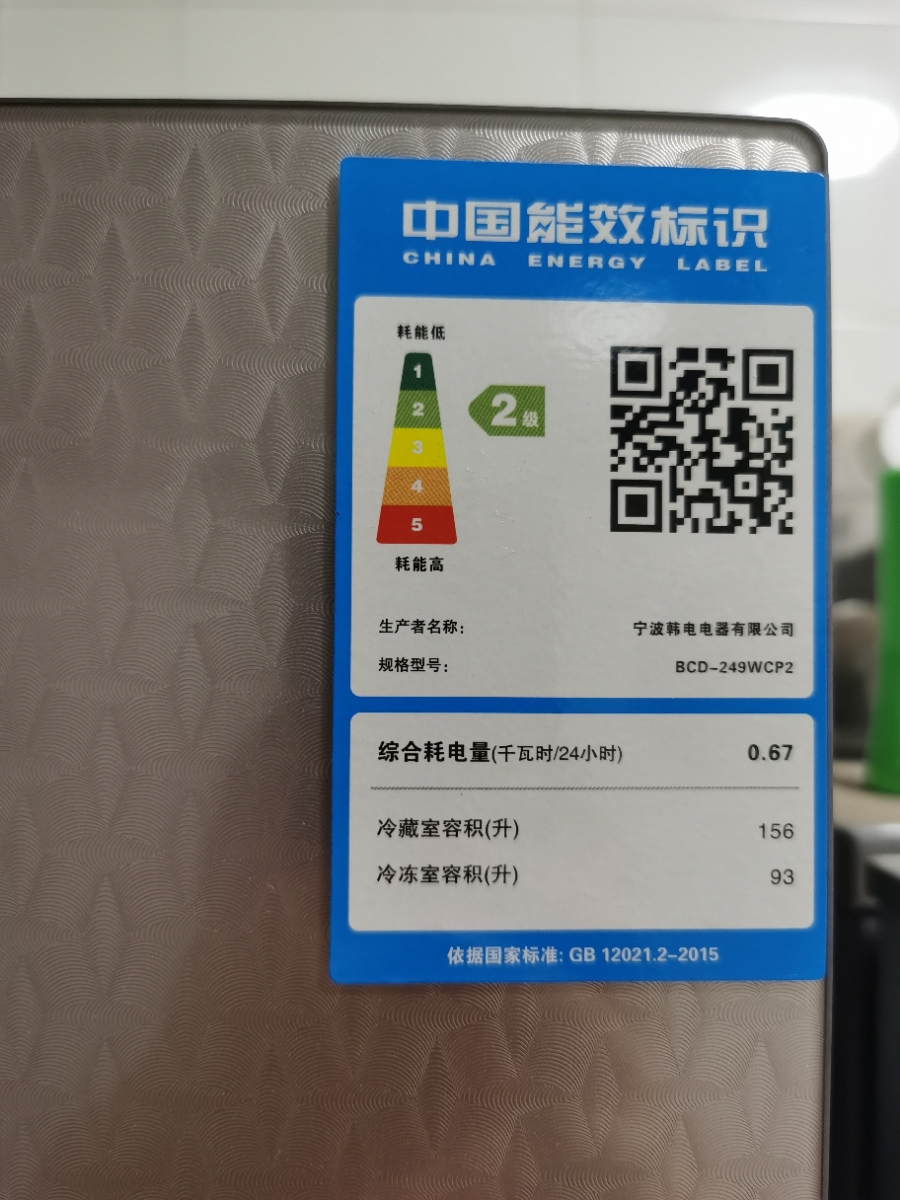 中国能效标识
CHINA ENERGY LABEL
耗能低
1
2
2级
3
4
5
耗能高
生产者名称: 宁波韩电电器有限公司
规格型号: BCD-249WCP2
综合耗电量(千瓦时/24小时) 0.67
冷藏室容积(升) 156
冷冻室容积(升) 93
依据国家标准: GB 12021.2-2015